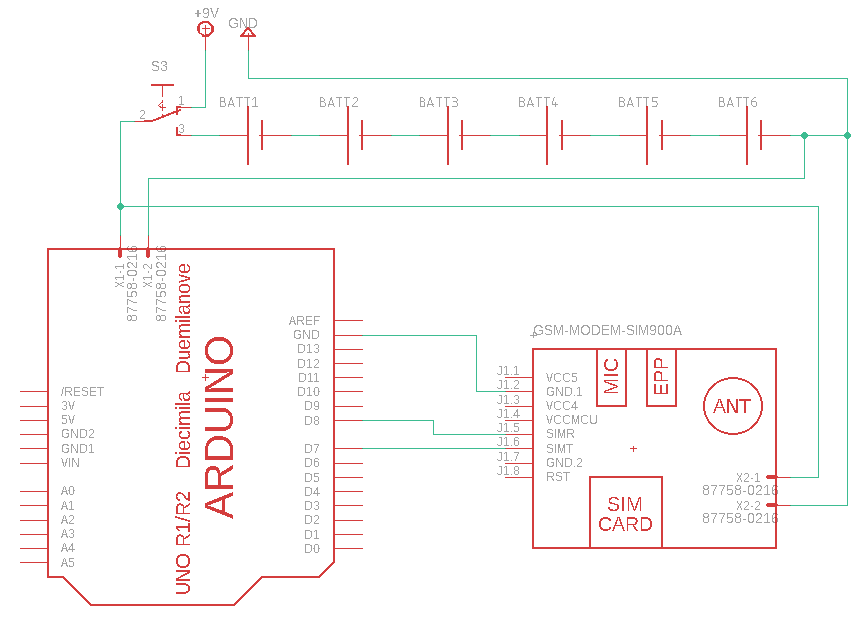 +9V
GND
S3
1
2
3
BATT1
BATT2
BATT3
BATT4
BATT5
BATT6
X1-1
87758-0216
X1-2
87758-0216
UNO R1/R2 Diecimila Duemilanove
ARDUINO
/RESET
3V
5V
GND2
GND1
VIN
A0
A1
A2
A3
A4
A5
AREF
GND
D13
D12
D11
D10
D9
D8
D7
D6
D5
D4
D3
D2
D1
D0
GSM-MODEM-SIM900A
J1.1
J1.2
J1.3
J1.4
J1.5
J1.6
J1.7
J1.8
VCC5
GND.1
VCC4
VCCMCU
SIMR
SIMT
GND.2
RST
MIC
EPP
ANT
SIM
CARD
X2-1
87758-0216
X2-2
87758-0216